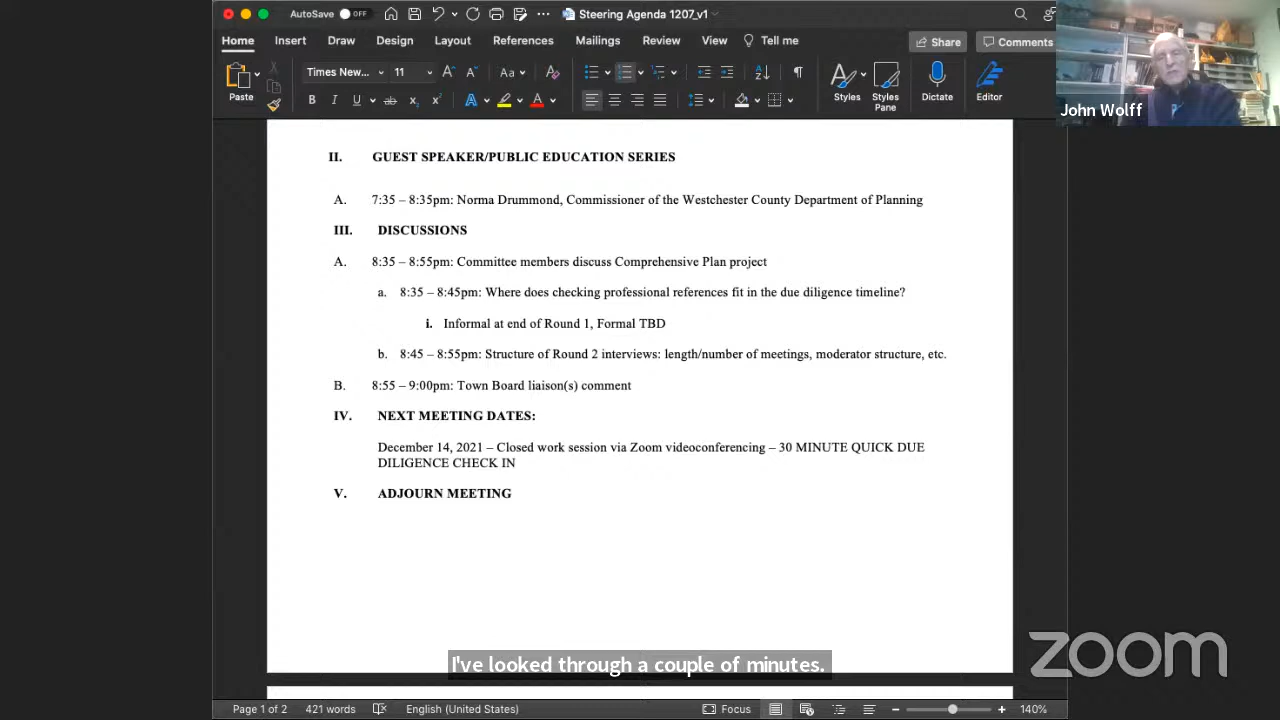 AutoSave OFF Steering Agenda 1207_v1
Home Insert Draw Design Layout References Mailings Review View Tell me Share Comments
Paste Times New... 11 Aa Styles Styles Pane Dictate Editor
John Wolff
II. GUEST SPEAKER/PUBLIC EDUCATION SERIES
A. 7:35 – 8:35pm: Norma Drummond, Commissioner of the Westchester County Department of Planning
III. DISCUSSIONS
A. 8:35 – 8:55pm: Committee members discuss Comprehensive Plan project
a. 8:35 – 8:45pm: Where does checking professional references fit in the due diligence timeline?
i. Informal at end of Round 1, Formal TBD
b. 8:45 – 8:55pm: Structure of Round 2 interviews: length/number of meetings, moderator structure, etc.
B. 8:55 – 9:00pm: Town Board liaison(s) comment
IV. NEXT MEETING DATES:
December 14, 2021 – Closed work session via Zoom videoconferencing – 30 MINUTE QUICK DUE
DILIGENCE CHECK IN
V. ADJOURN MEETING
I've looked through a couple of minutes.
zoom
Page 1 of 2 421 words English (United States) Focus 140%